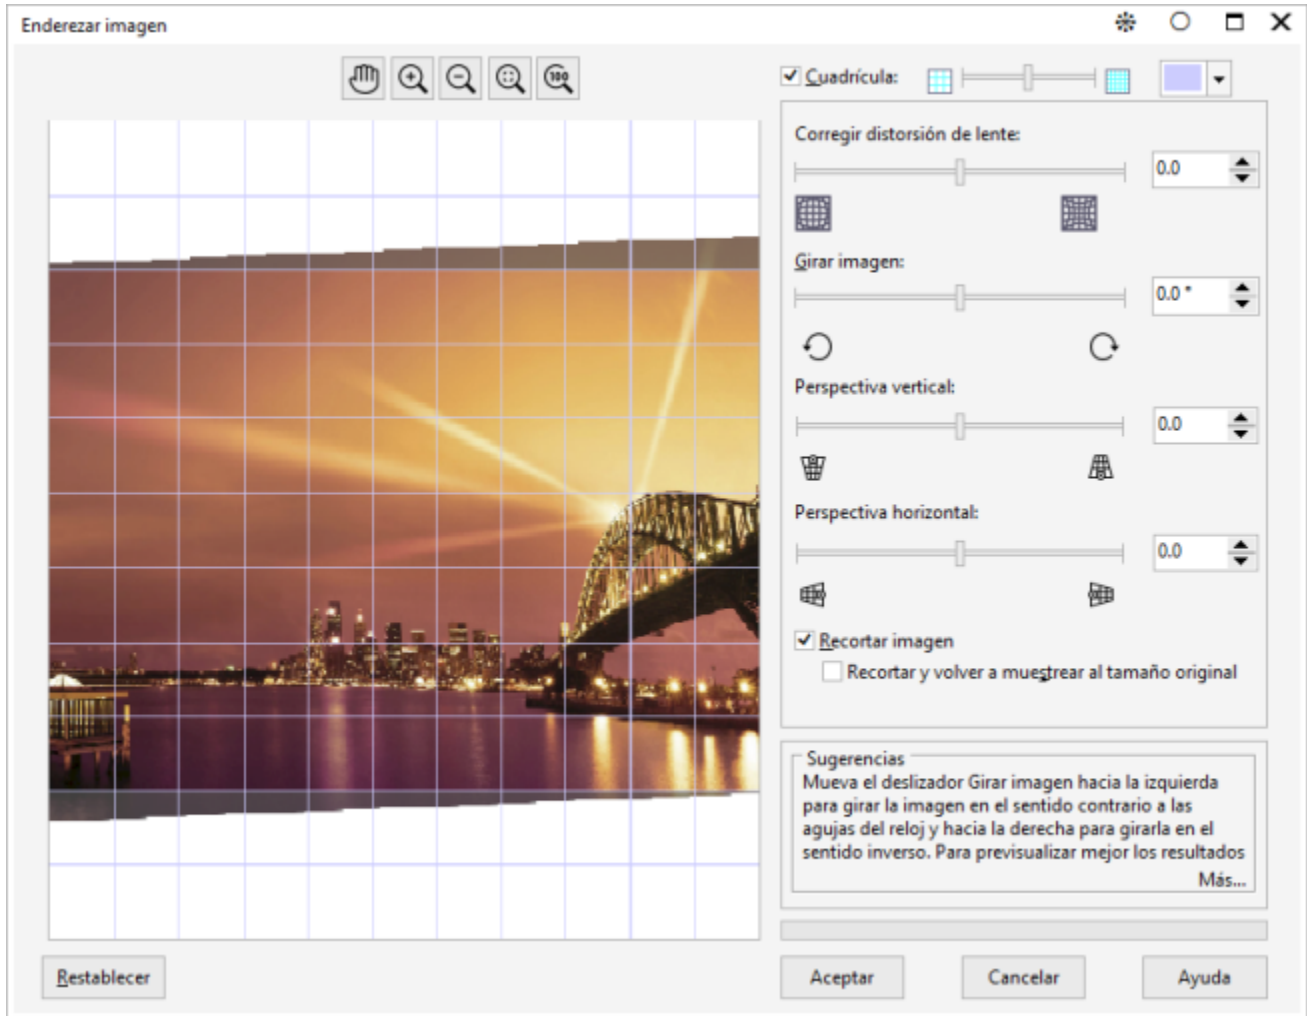 Enderezar imagen
100
Cuadrícula:
Corregir distorsión de lente:
0.0
Girar imagen:
0.0 °
Perspectiva vertical:
0.0
Perspectiva horizontal:
0.0
Recortar imagen
Recortar y volver a muestrear al tamaño original
Sugerencias
Mueva el deslizador Girar imagen hacia la izquierda
para girar la imagen en el sentido contrario a las
agujas del reloj y hacia la derecha para girarla en el
sentido inverso. Para previsualizar mejor los resultados
Más...
Restablecer
Aceptar
Cancelar
Ayuda